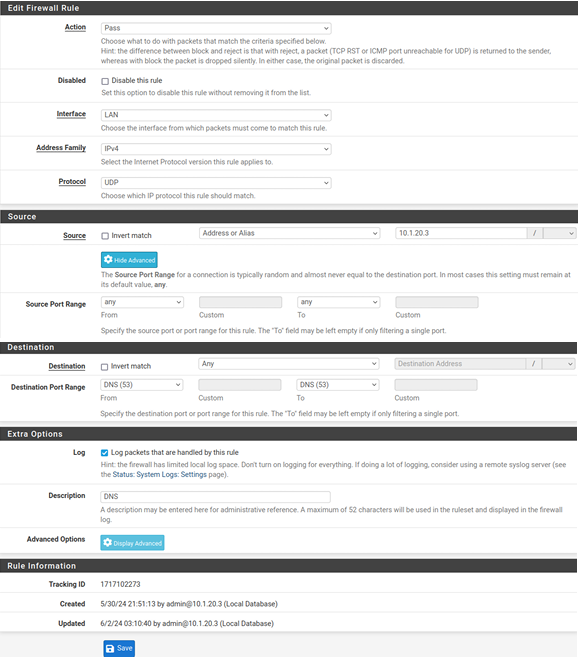 Edit Firewall Rule
Action
Pass
Choose what to do with packets that match the criteria specified below.
Hint: the difference between block and reject is that with reject, a packet (TCP RST or ICMP port unreachable for UDP) is returned to the sender,
whereas with block the packet is dropped silently. In either case, the original packet is discarded.
Disabled
Disable this rule
Set this option to disable this rule without removing it from the list.
Interface
LAN
Choose the interface from which packets must come to match this rule.
Address Family
IPv4
Select the Internet Protocol version this rule applies to.
Protocol
UDP
Choose which IP protocol this rule should match.
Source
Source
Invert match
Address or Alias
10.1.20.3
/
Hide Advanced
The Source Port Range for a connection is typically random and almost never equal to the destination port. In most cases this setting must remain at
its default value, any.
Source Port Range
any
any
From
Custom
To
Custom
Specify the source port or port range for this rule. The "To" field may be left empty if only filtering a single port.
Destination
Destination
Invert match
Any
Destination Address
/
Destination Port Range
DNS (53)
DNS (53)
From
Custom
To
Custom
Specify the destination port or port range for this rule. The "To" field may be left empty if only filtering a single port.
Extra Options
Log
Log packets that are handled by this rule
Hint: the firewall has limited local log space. Don't turn on logging for everything. If doing a lot of logging, consider using a remote syslog server (see
the Status: System Logs: Settings page).
Description
DNS
A description may be entered here for administrative reference. A maximum of 52 characters will be used in the ruleset and displayed in the firewall
log.
Advanced Options
Display Advanced
Rule Information
Tracking ID
1717102273
Created
5/30/24 21:51:13 by admin@10.1.20.3 (Local Database)
Updated
6/2/24 03:10:40 by admin@10.1.20.3 (Local Database)
Save